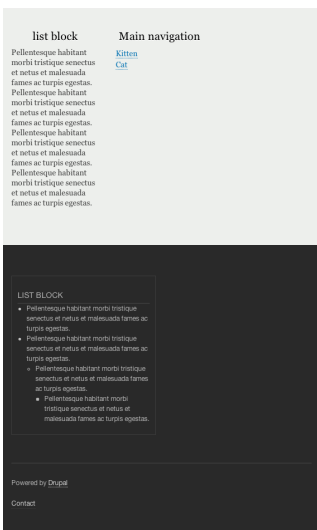 list block
Pellentesque habitant
morbi tristique senectus
et netus et malesuada
fames ac turpis egestas.
Pellentesque habitant
morbi tristique senectus
et netus et malesuada
fames ac turpis egestas.
Pellentesque habitant
morbi tristique senectus
et netus et malesuada
fames ac turpis egestas.
Pellentesque habitant
morbi tristique senectus
et netus et malesuada
fames ac turpis egestas.
Main navigation
Kitten
Cat
LIST BLOCK
Pellentesque habitant morbi tristique
senectus et netus et malesuada fames ac
turpis egestas.
Pellentesque habitant morbi tristique
senectus et netus et malesuada fames ac
turpis egestas.
Pellentesque habitant morbi tristique
senectus et netus et malesuada fames
ac turpis egestas.
Pellentesque habitant morbi
tristique senectus et netus et
malesuada fames ac turpis egestas.
Powered by Drupal
Contact